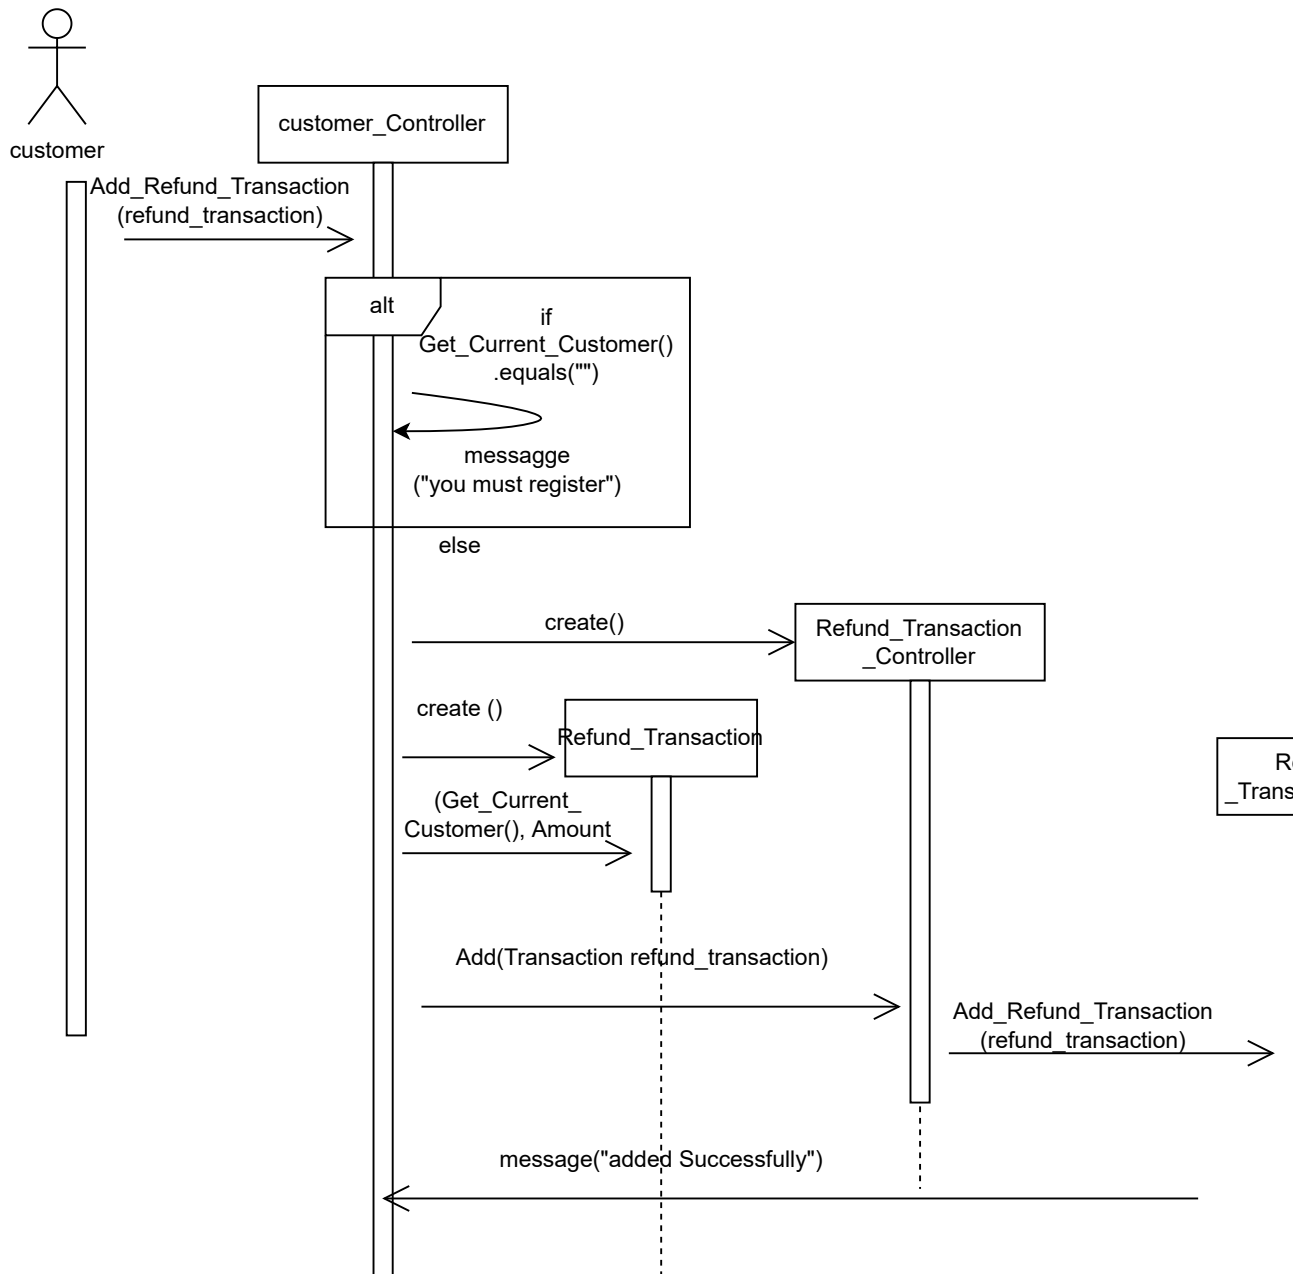 customer
customer_Controller
Add_Refund_Transaction
(refund_transaction)
alt
if
Get_Current_Customer()
.equals("")
messagge
("you must register")
else
create()
Refund_Transaction
_Controller
create ()
Refund_Transaction
(Get_Current_
Customer(), Amount
Add(Transaction refund_transaction)
Add_Refund_Transaction
(refund_transaction)
message("added Successfully")